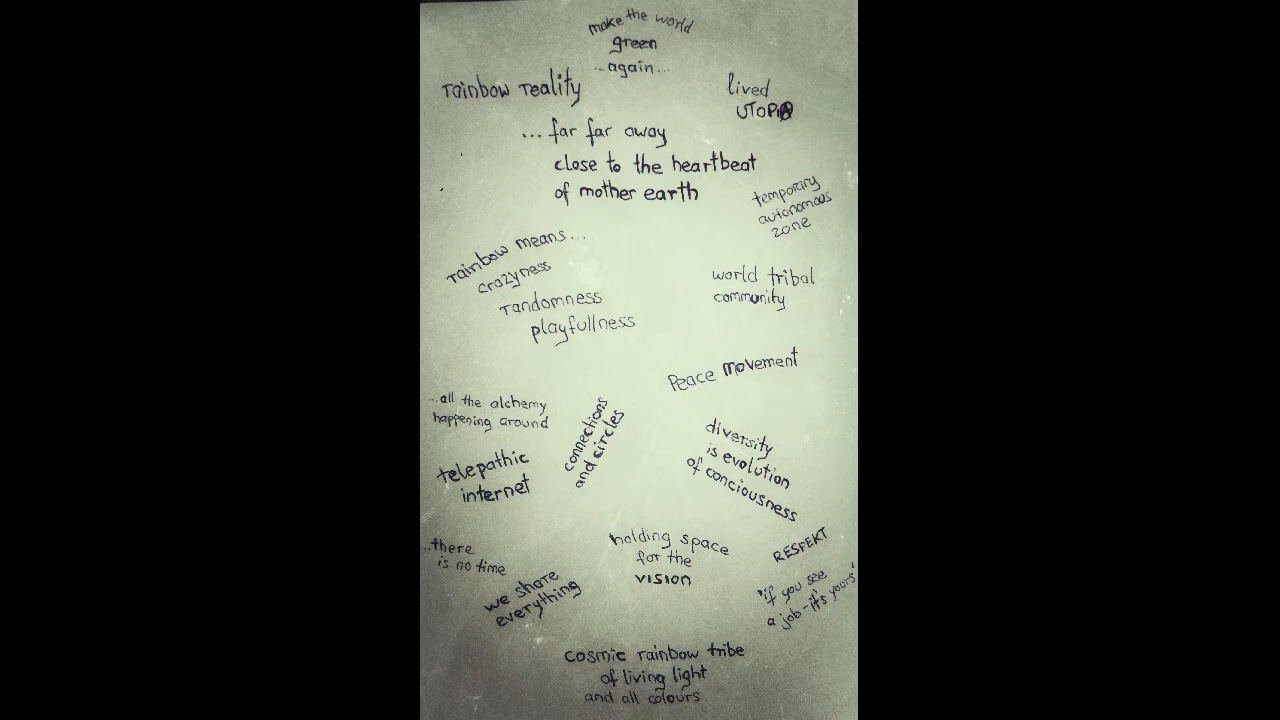 make the world
green
..again...
rainbow reality
lived
UTOPIA
... far far away
close to the heartbeat
of mother earth
temporary
autonomous
zone
rainbow means...
crazyness
randomness
playfullness
world tribal
community
Peace movement
...all the alchemy
happening around
connections
and circles
diversity
is evolution
of conciousness
telepathic
internet
...there
is no time
holding space
for the
vision
RESFEKT
"if you see
a job-it's yours"
we share
everything
cosmic rainbow tribe
of living light
and all colours